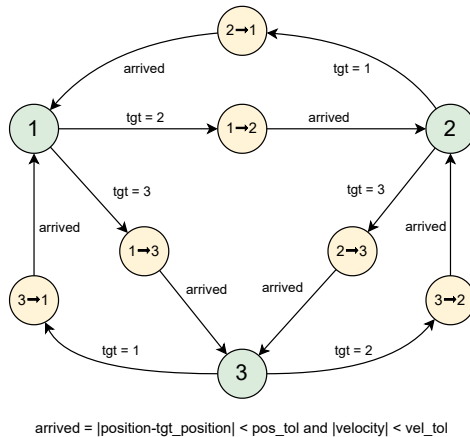 2→1
arrived
tgt = 1
1
tgt = 2
1→2
arrived
2
tgt = 3
tgt = 3
arrived
1→3
2→3
arrived
3→1
arrived
arrived
3→2
tgt = 1
3
tgt = 2
arrived = |position-tgt_position| < pos_tol and |velocity| < vel_tol